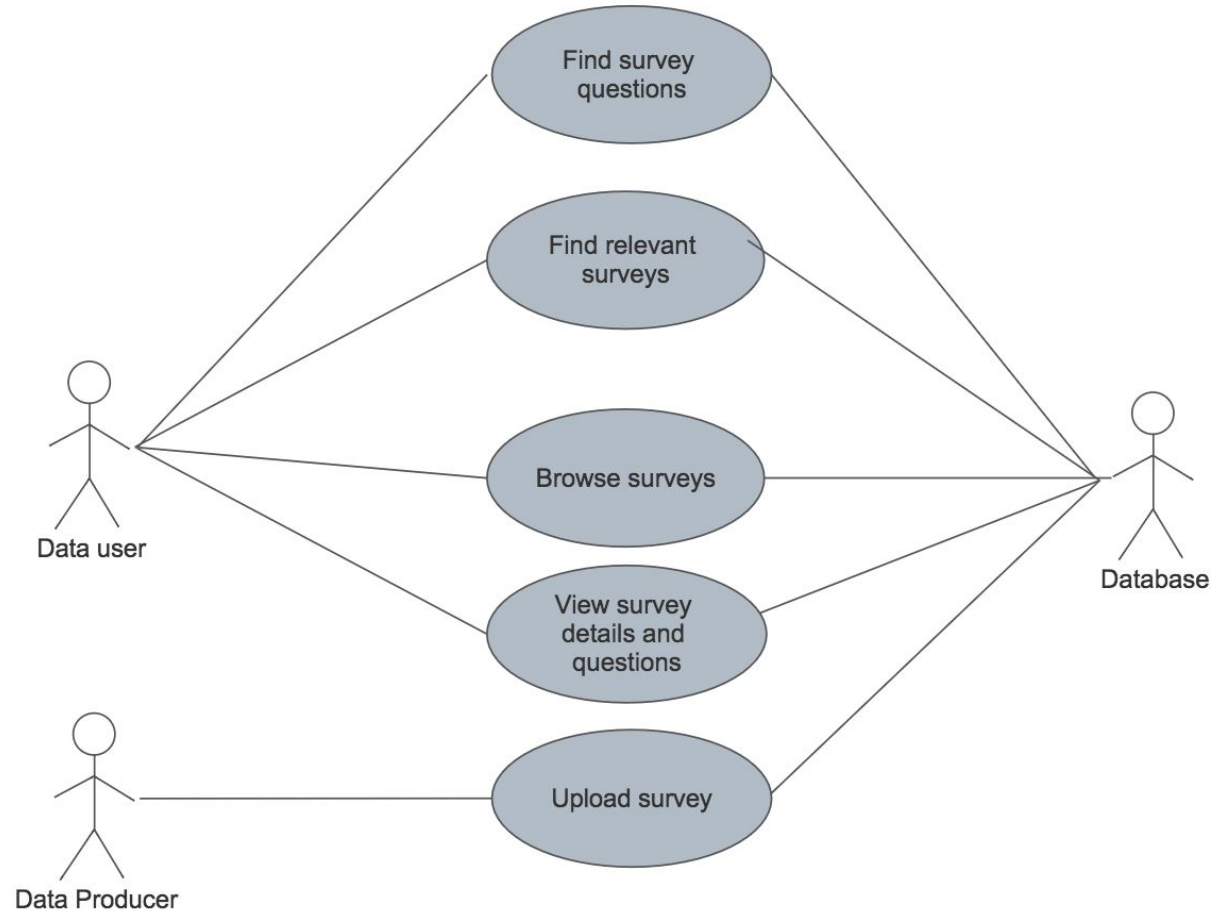 Find survey
questions
Find relevant
surveys
Browse surveys
Data user
Database
View survey
details and
questions
Upload survey
Data Producer